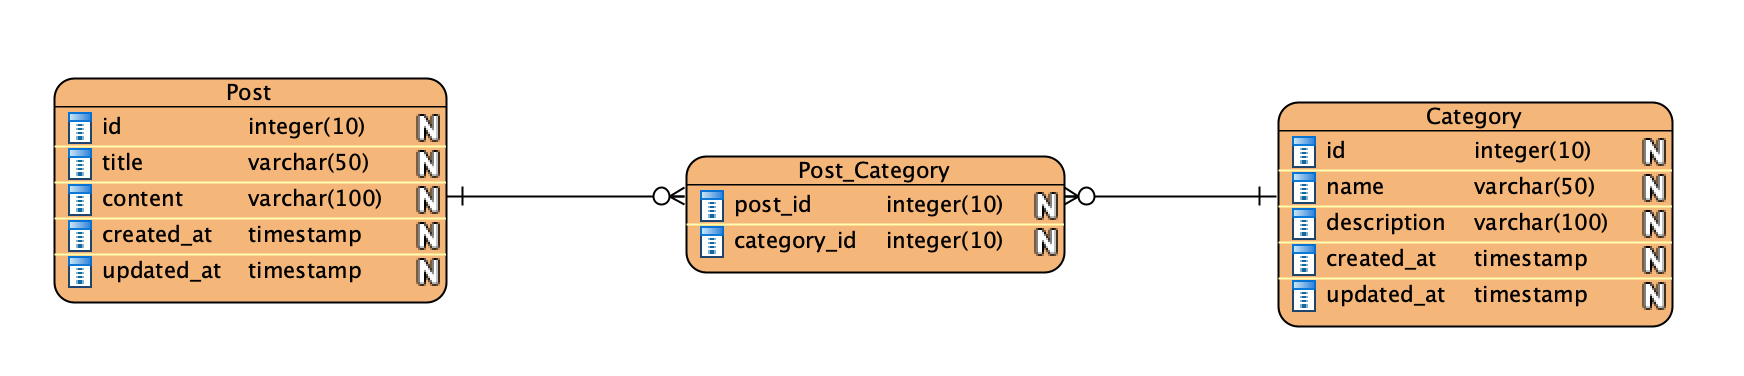 Post
id integer(10) N
title varchar(50) N
content varchar(100) N
created_at timestamp N
updated_at timestamp N
Post_Category
post_id integer(10) N
category_id integer(10) N
Category
id integer(10) N
name varchar(50) N
description varchar(100) N
created_at timestamp N
updated_at timestamp N